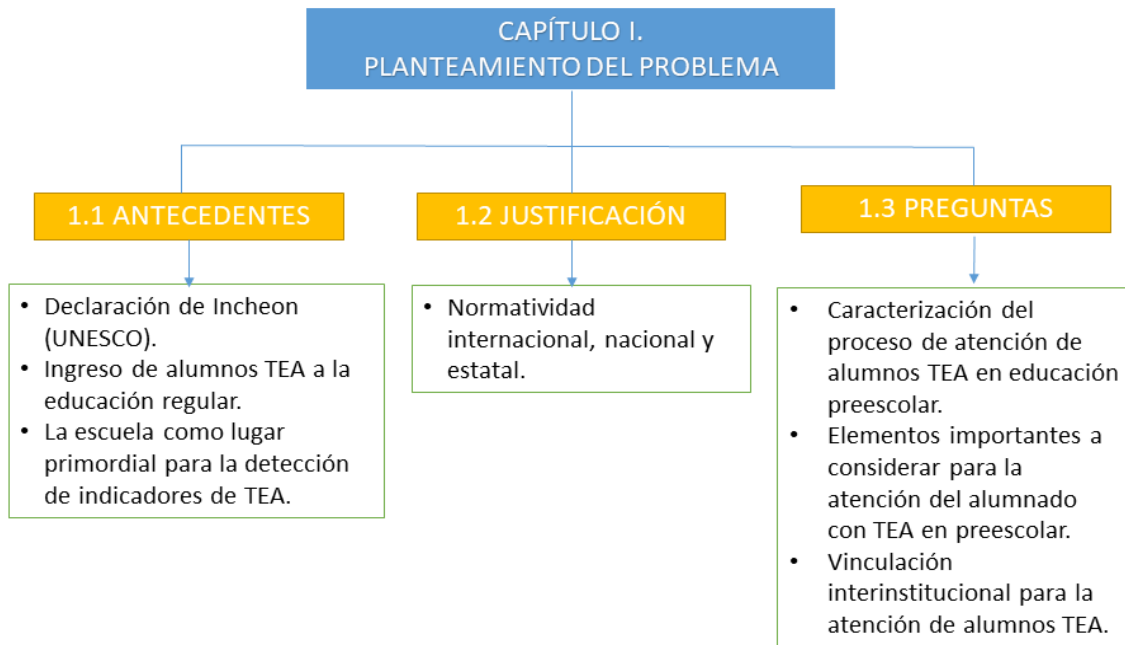 CAPÍTULO I.
PLANTEAMIENTO DEL PROBLEMA
1.1 ANTECEDENTES
• Declaración de Incheon
(UNESCO).
• Ingreso de alumnos TEA a la
educación regular.
• La escuela como lugar
primordial para la detección
de indicadores de TEA.
1.2 JUSTIFICACIÓN
• Normatividad
internacional, nacional y
estatal.
1.3 PREGUNTAS
• Caracterización del
proceso de atención de
alumnos TEA en educación
preescolar.
• Elementos importantes a
considerar para la
atención del alumnado
con TEA en preescolar.
• Vinculación
interinstitucional para la
atención de alumnos TEA.